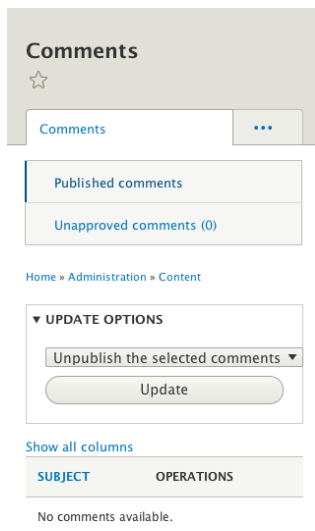 Comments
Comments
•••
Published comments
Unapproved comments (0)
Home » Administration » Content
▼ UPDATE OPTIONS
Unpublish the selected comments ▼
Update
Show all columns
SUBJECT OPERATIONS
No comments available.